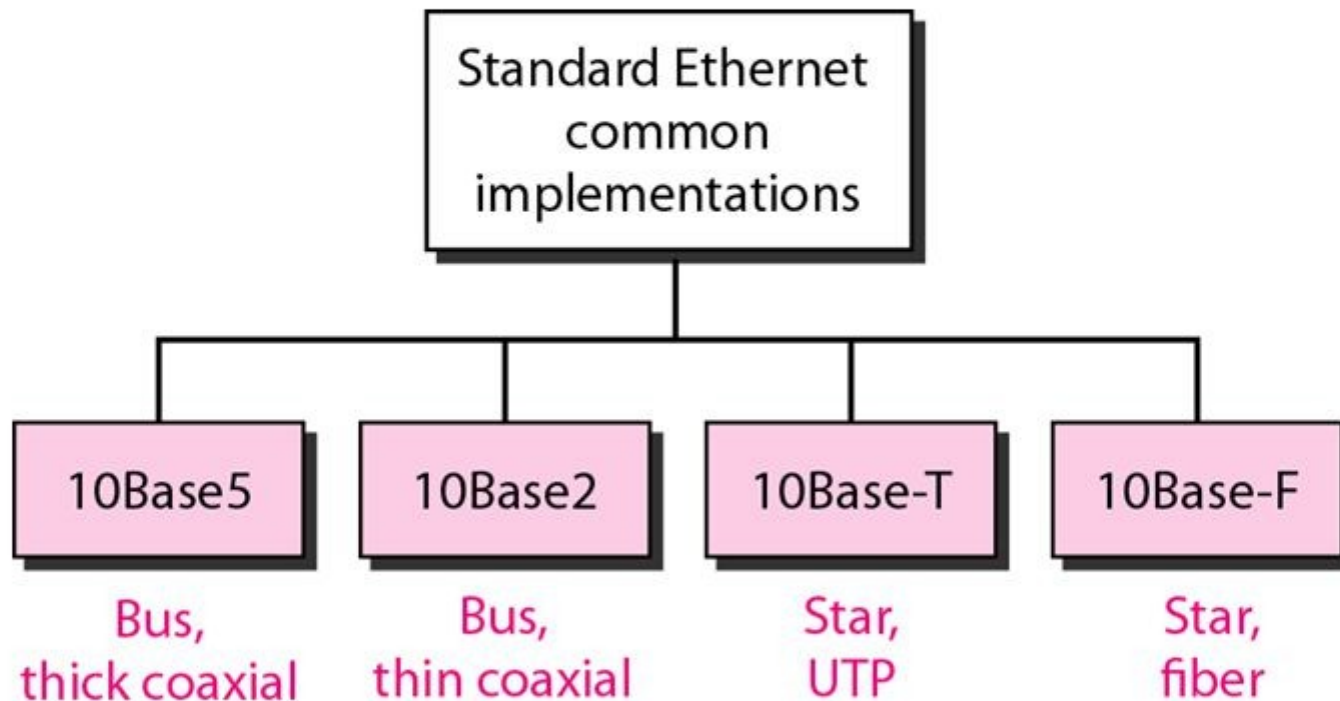 Standard Ethernet
common
implementations
10Base5
10Base2
10Base-T
10Base-F
Bus,
thick coaxial
Bus,
thin coaxial
Star,
UTP
Star,
fiber